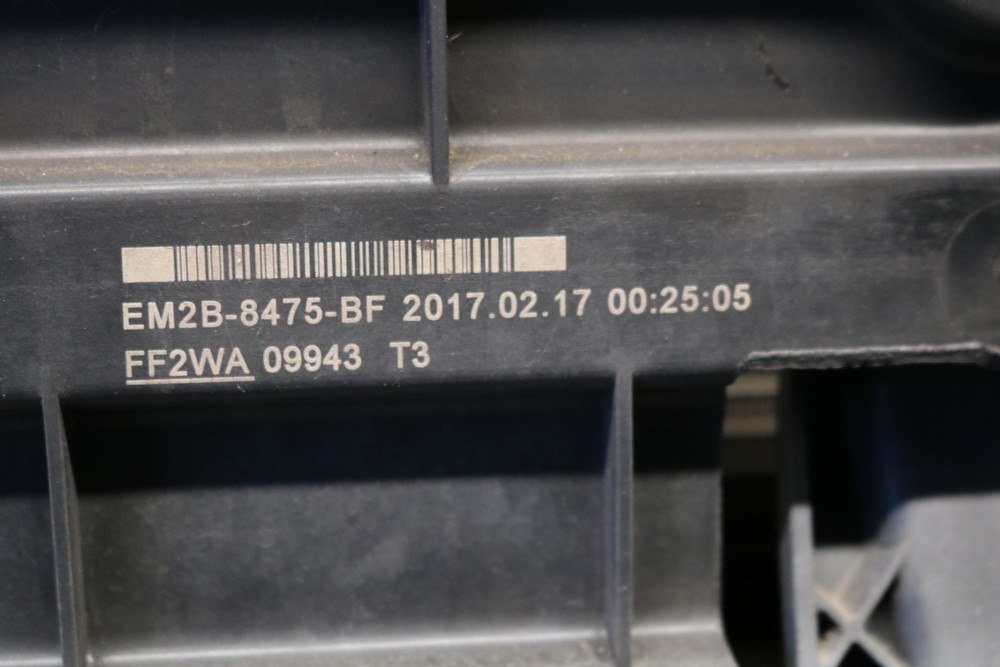 EM2B-8475-BF 2017.02.17 00:25:05
FF2WA 09943 T3